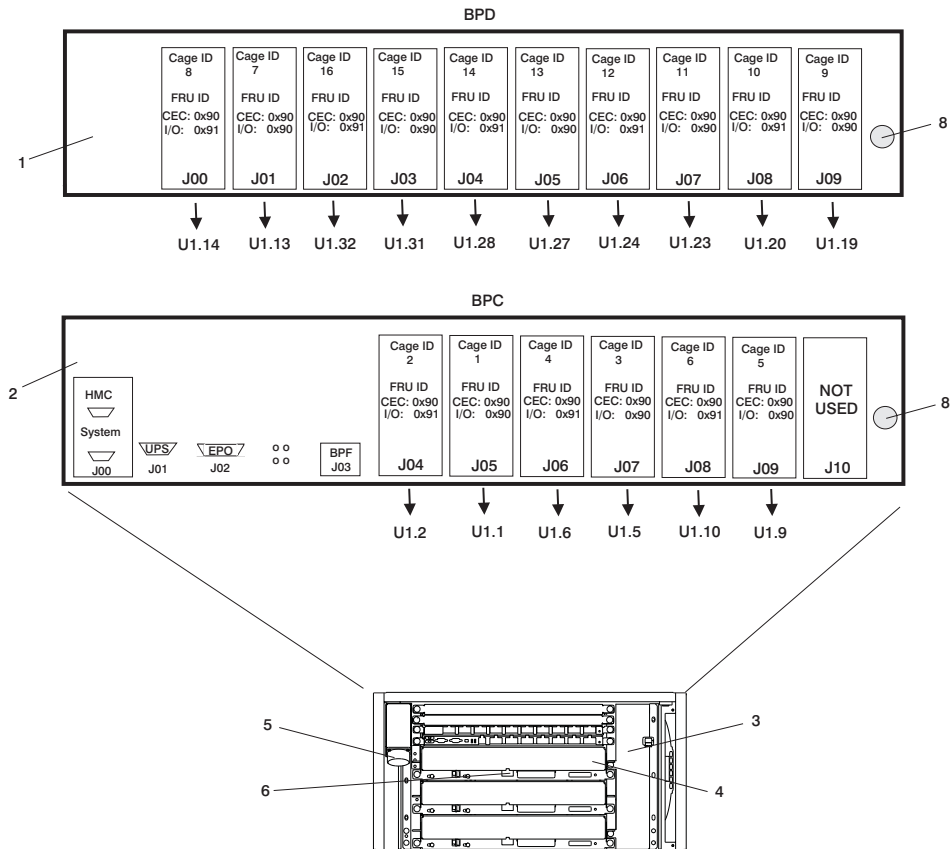 BPD
Cage ID 8 FRU ID CEC: 0x90 I/O: 0x91 J00
Cage ID 7 FRU ID CEC: 0x90 I/O: 0x90 J01
Cage ID 16 FRU ID CEC: 0x90 I/O: 0x91 J02
Cage ID 15 FRU ID CEC: 0x90 I/O: 0x90 J03
Cage ID 14 FRU ID CEC: 0x90 I/O: 0x91 J04
Cage ID 13 FRU ID CEC: 0x90 I/O: 0x90 J05
Cage ID 12 FRU ID CEC: 0x90 I/O: 0x91 J06
Cage ID 11 FRU ID CEC: 0x90 I/O: 0x90 J07
Cage ID 10 FRU ID CEC: 0x90 I/O: 0x91 J08
Cage ID 9 FRU ID CEC: 0x90 I/O: 0x90 J09
1
8
U1.14 U1.13 U1.32 U1.31 U1.28 U1.27 U1.24 U1.23 U1.20 U1.19
BPC
2
HMC
System
J00
UPS
J01
EPO
J02
BPF
J03
Cage ID 2 FRU ID CEC: 0x90 I/O: 0x91 J04
Cage ID 1 FRU ID CEC: 0x90 I/O: 0x90 J05
Cage ID 4 FRU ID CEC: 0x90 I/O: 0x91 J06
Cage ID 3 FRU ID CEC: 0x90 I/O: 0x90 J07
Cage ID 6 FRU ID CEC: 0x90 I/O: 0x91 J08
Cage ID 5 FRU ID CEC: 0x90 I/O: 0x90 J09
NOT USED J10
8
U1.2 U1.1 U1.6 U1.5 U1.10 U1.9
5
3
6
4